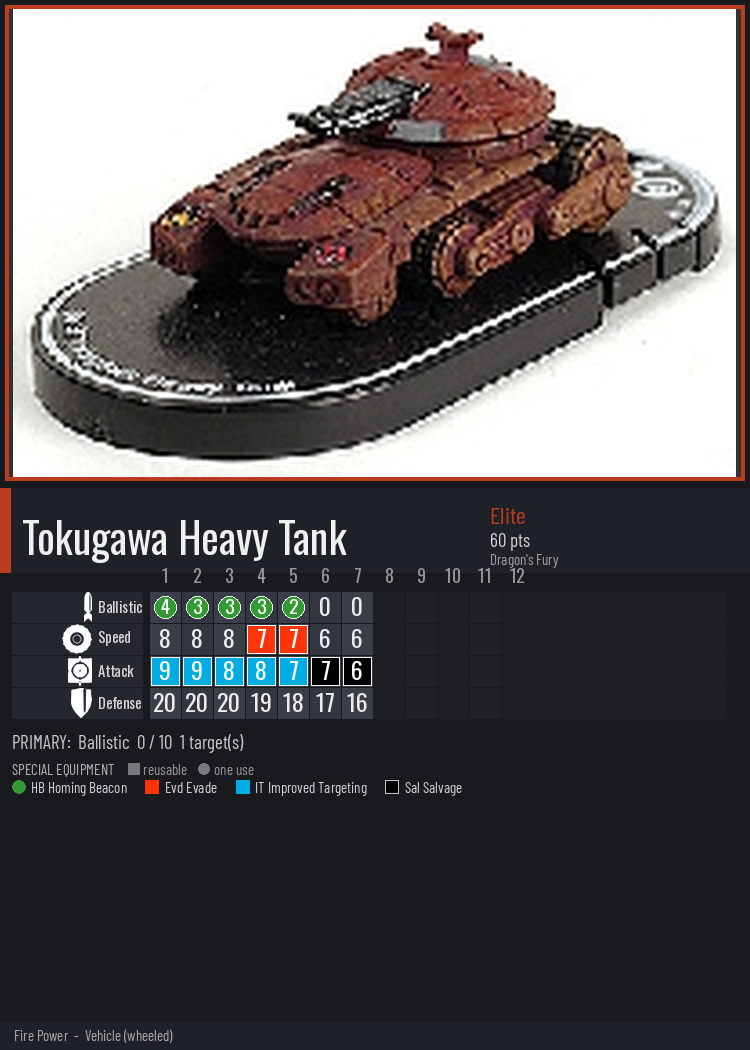 Tokugawa Heavy Tank
Elite
60 pts
Dragon's Fury
1 2 3 4 5 6 7 8 9 10 11 12
Ballistic 4 3 3 3 2 0 0
Speed 8 8 8 7 7 6 6
Attack 9 9 8 8 7 7 6
Defense 20 20 20 19 18 17 16
PRIMARY: Ballistic 0 / 10 1 target(s)
SPECIAL EQUIPMENT reusable one use
HB Homing Beacon Evd Evade IT Improved Targeting Sal Salvage
Fire Power - Vehicle (wheeled)